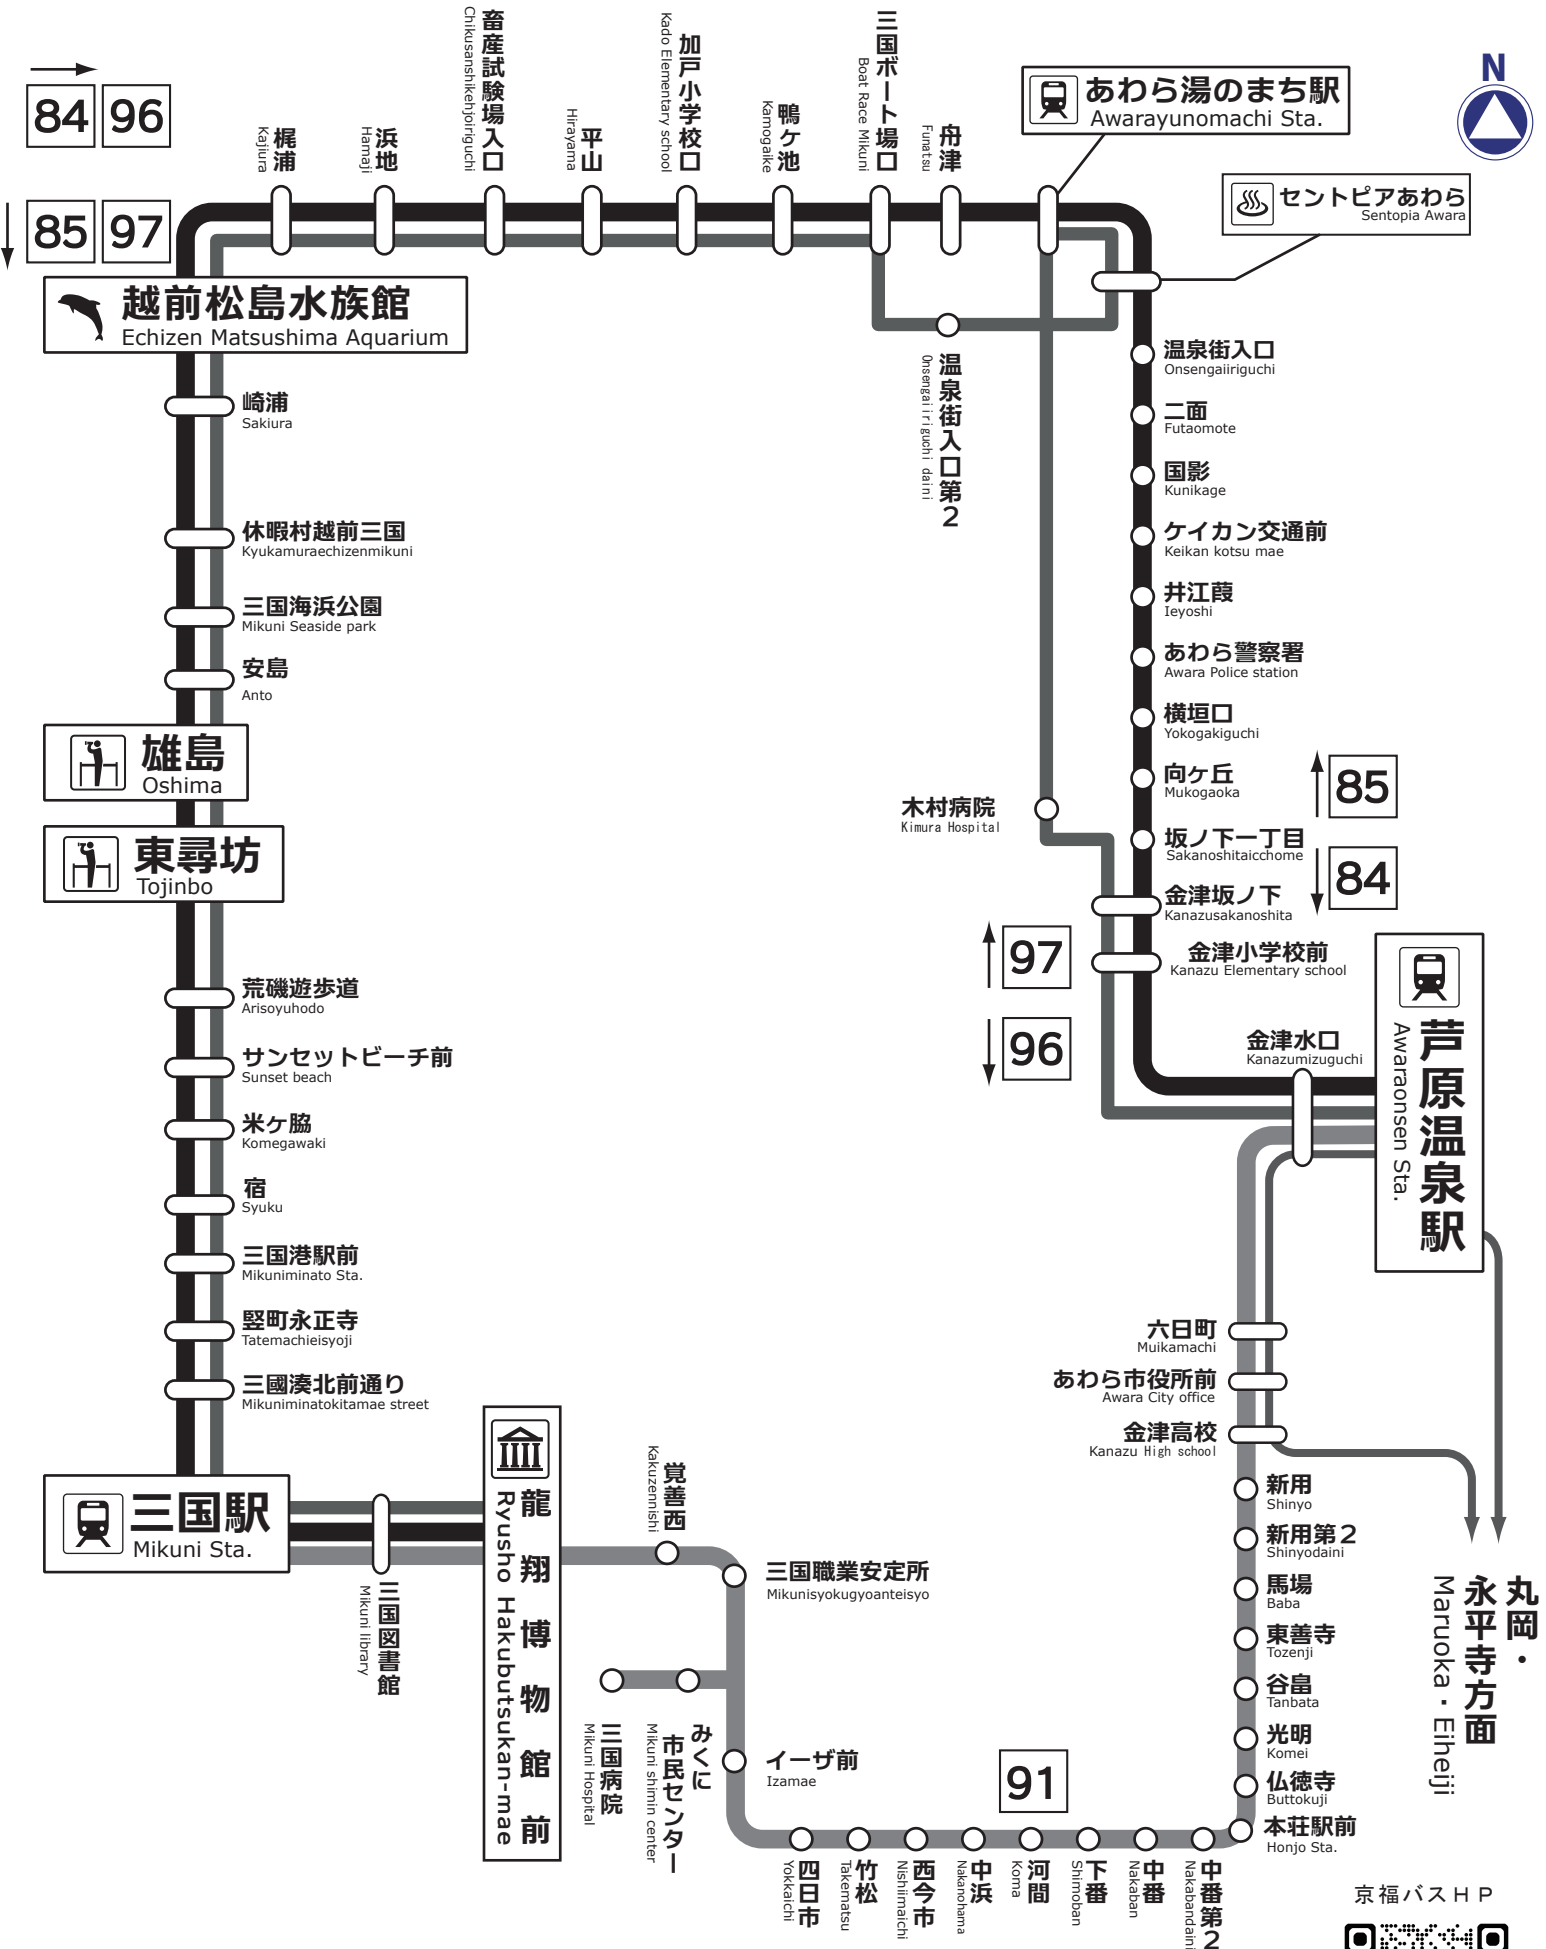 84 96
85 97
梶浦
Kajiura
浜地
Hamaji
畜産試験場入口
Chikusanshikehjoiriguchi
平山
Hirayama
加戸小学校口
Kado Elementary school
鴨ケ池
Kamogaike
三国ボート場口
Boat Race Mikuni
舟津
Funatsu
あわら湯のまち駅
Awarayunomachi Sta.
N
セントピアあわら
Sentopia Awara
越前松島水族館
Echizen Matsushima Aquarium
崎浦
Sakiura
休暇村越前三国
Kyukamuraechizenmikuni
三国海浜公園
Mikuni Seaside park
安島
Anto
雄島
Oshima
東尋坊
Tojinbo
荒磯遊歩道
Arisoyuhodo
サンセットビーチ前
Sunset beach
米ケ脇
Komegawaki
宿
Syuku
三国港駅前
Mikuniminato Sta.
竪町永正寺
Tatemachieisyoji
三國湊北前通り
Mikuniminatokitamae street
三国駅
Mikuni Sta.
三国図書館
Mikuni library
龍翔博物館前
Ryusho Hakubutsukan-mae
覚善西
Kakuzennishi
三国職業安定所
Mikunisyokugyoanteisyo
三国病院
Mikuni Hospital
みくに
市民センター
Mikuni shimin center
イーザ前
Izamae
91
四日市
Yokkaichi
竹松
Takematsu
西今市
Nishiimaichi
中浜
Nakanohama
河間
Koma
下番
Shimoban
中番
Nakaban
中番第2
Nakabandaini
本荘駅前
Honjo Sta.
仏徳寺
Buttokuji
光明
Komei
谷畠
Tanbata
東善寺
Tozenji
馬場
Baba
新用第2
Shinyodaini
新用
Shinyo
金津高校
Kanazu High school
あわら市役所前
Awara City office
六日町
Muikamachi
温泉街入口第2
Onsengaiiriguchi daini
温泉街入口
Onsengaiiriguchi
二面
Futaomote
国影
Kunikage
ケイカン交通前
Keikan kotsu mae
井江葭
Ieyoshi
あわら警察署
Awara Police station
横垣口
Yokogakiguchi
向ケ丘
Mukogaoka
85
坂ノ下一丁目
Sakanoshitaicchome
84
木村病院
Kimura Hospital
金津坂ノ下
Kanazusakanoshita
97
金津小学校前
Kanazu Elementary school
96
金津水口
Kanazumizuguchi
芦原温泉駅
Awaraonsen Sta.
丸岡・
永平寺方面
Maruoka・Eiheiji
京福バスHP